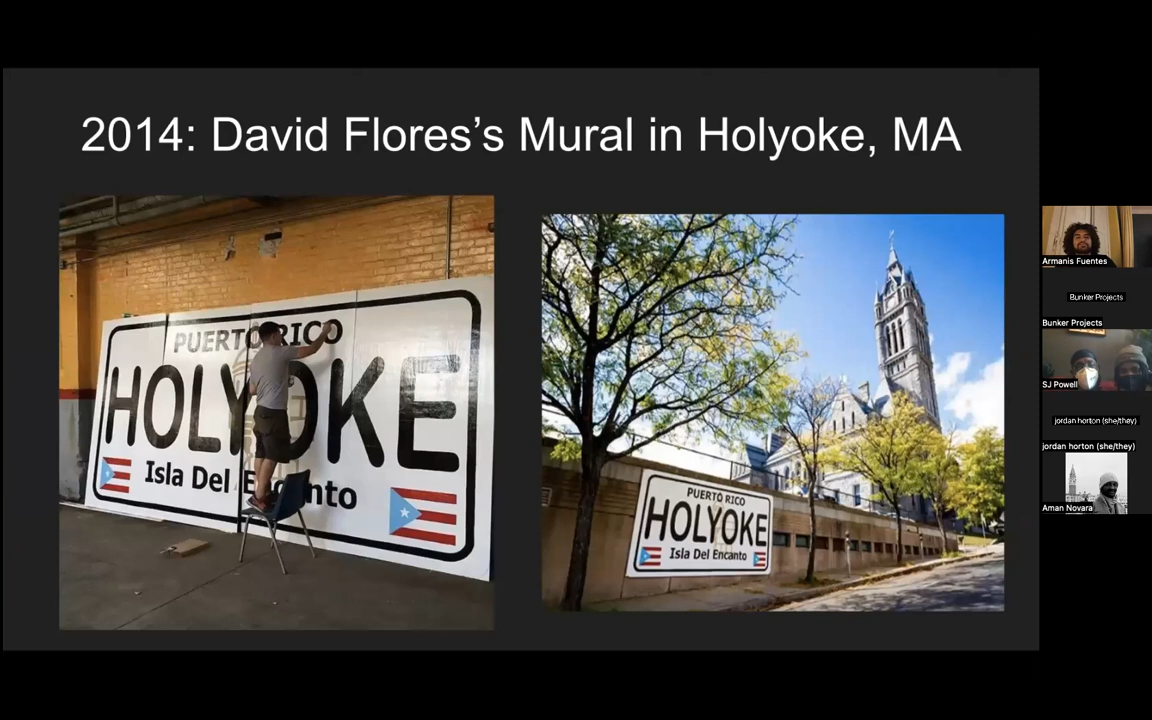 2014: David Flores’s Mural in Holyoke, MA
PUERTO RICO
HOLYOKE
Isla Del Encanto
PUERTO RICO
HOLYOKE
Isla Del Encanto
Armanis Fuentes
Bunker Projects
Bunker Projects
SJ Powell
jordan horton (she/they)
jordan horton (she/they)
Aman Novara